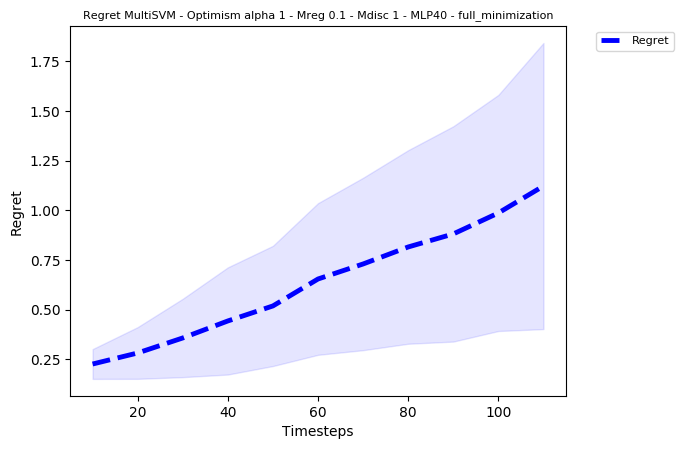 Regret MultiSVM - Optimism alpha 1 - Mreg 0.1 - Mdisc 1 - MLP40 - full_minimization
Regret
1.75
1.50
1.25
1.00
0.75
0.50
0.25
Regret
20 40 60 80 100
Timesteps